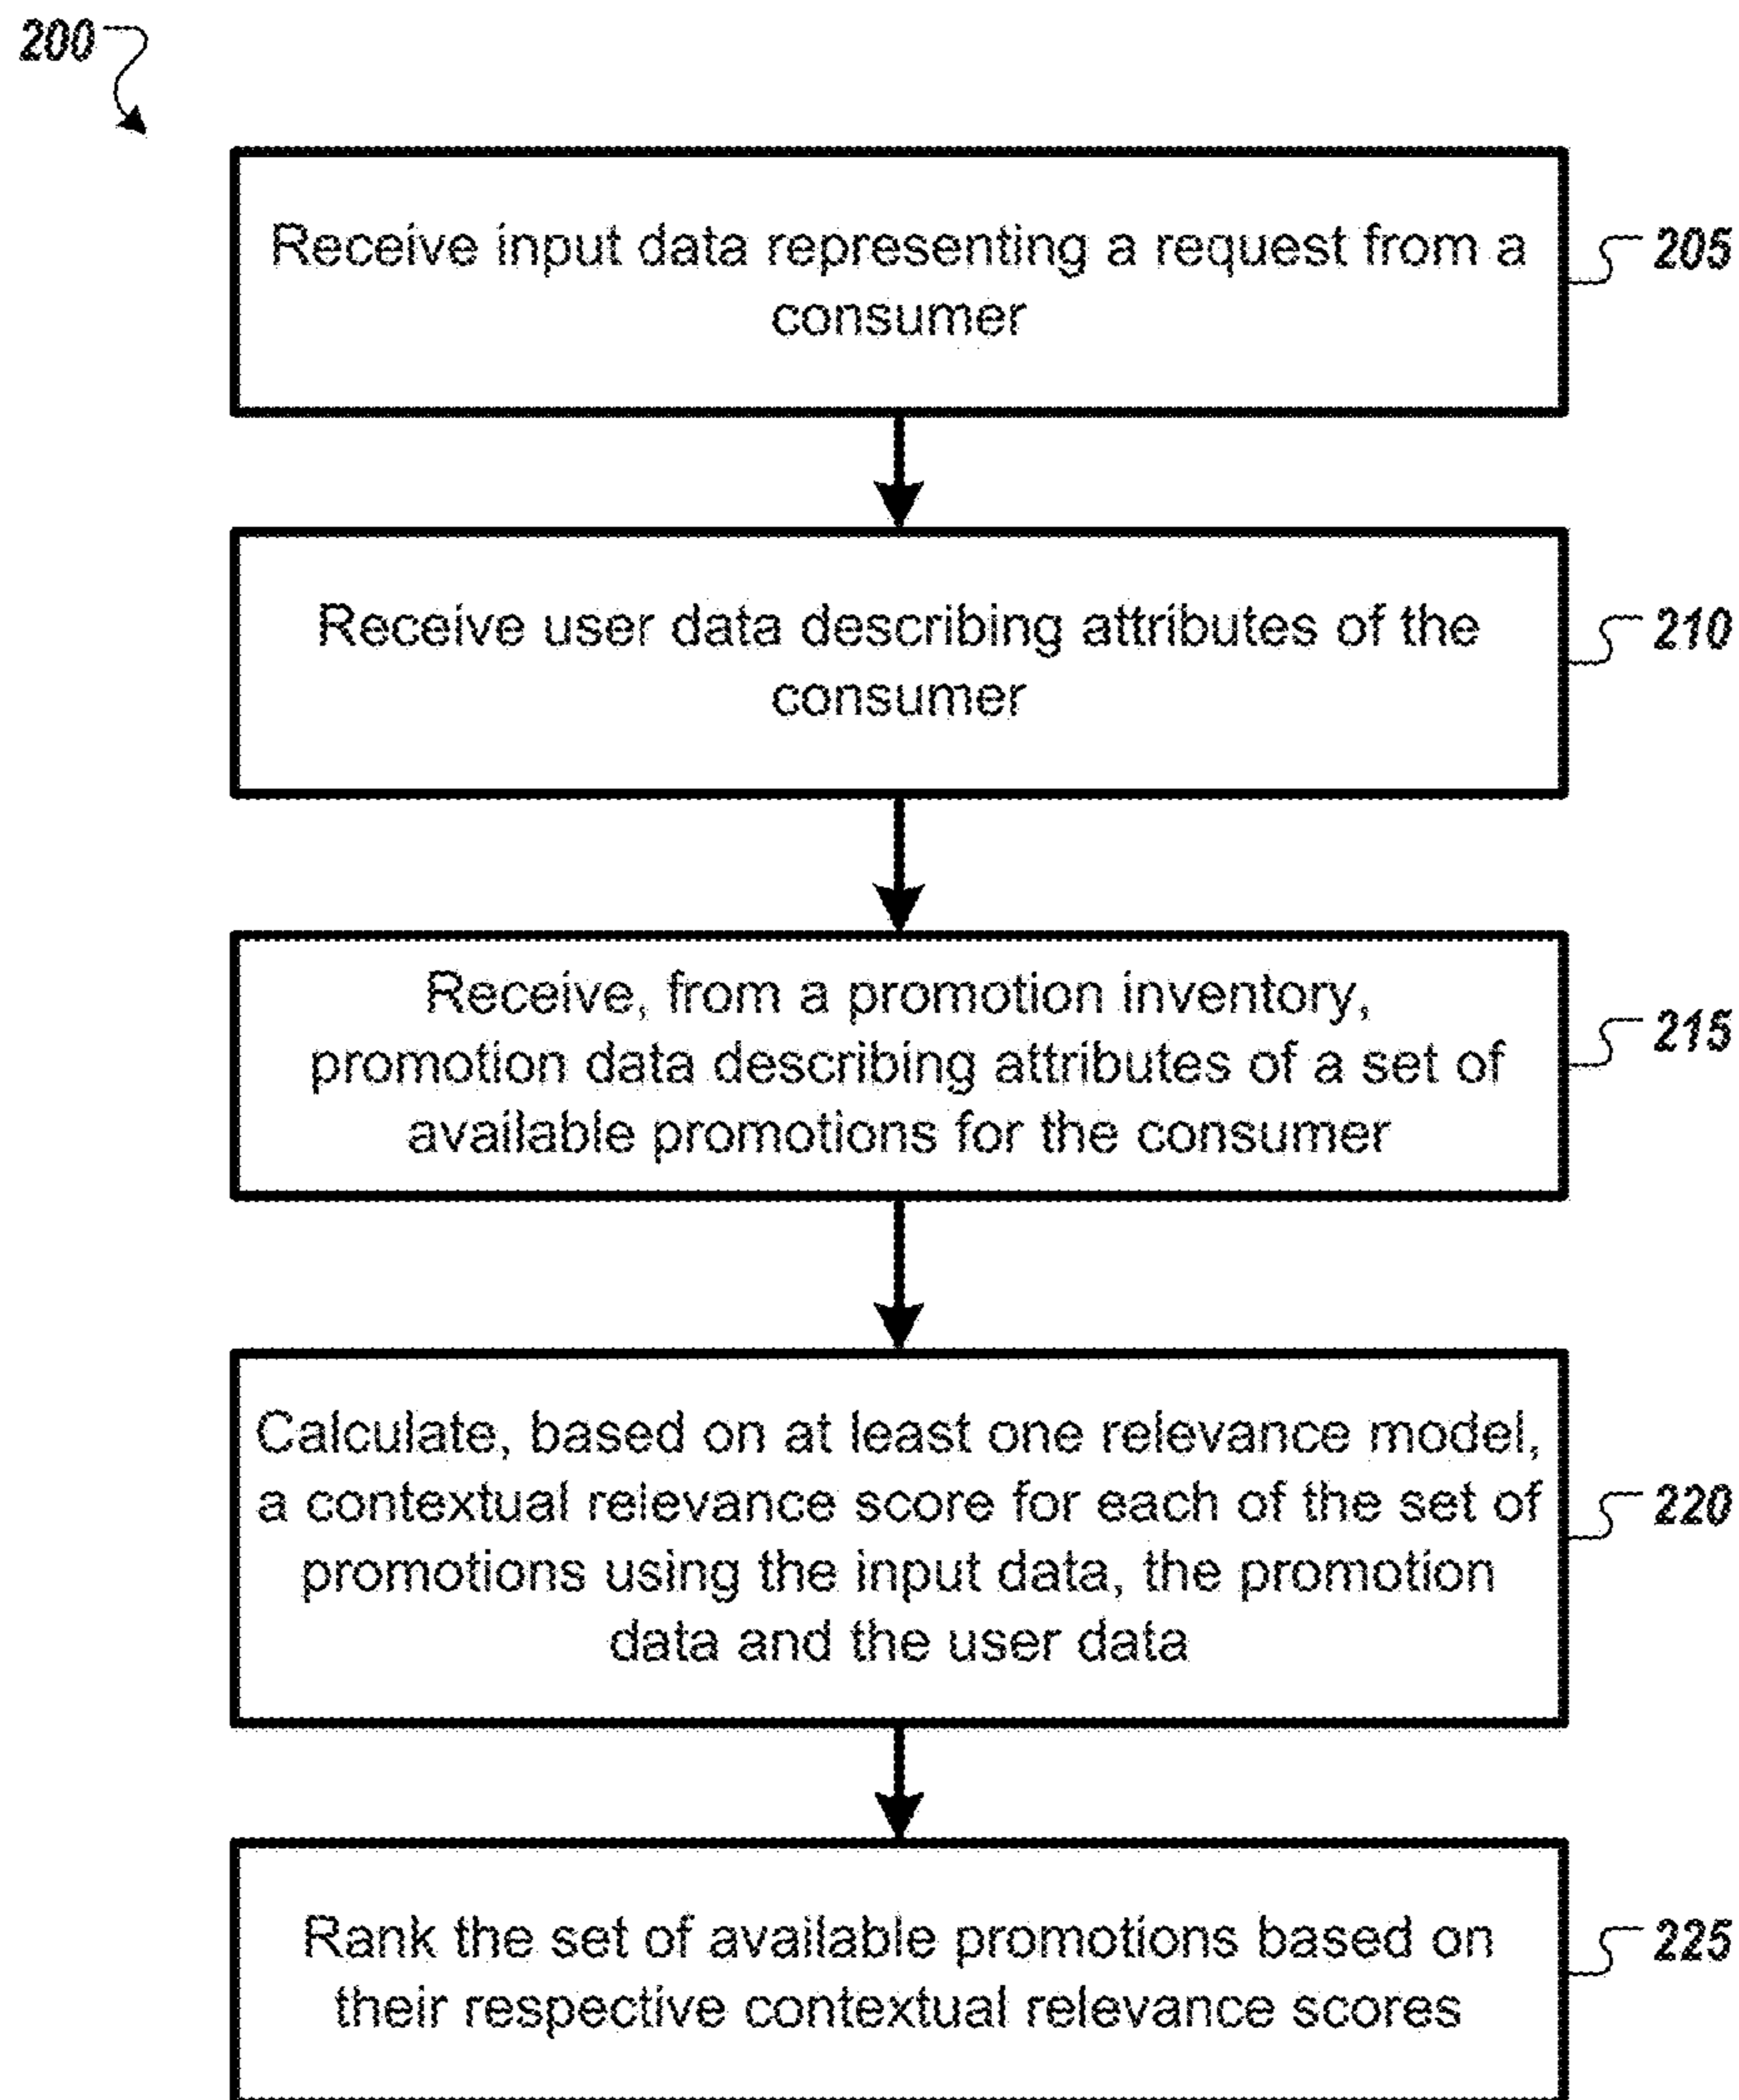 200
Receive input data representing a request from a
consumer
205
Receive user data describing attributes of the
consumer
210
Receive, from a promotion inventory,
promotion data describing attributes of a set of
available promotions for the consumer
215
Calculate, based on at least one relevance model,
a contextual relevance score for each of the set of
promotions using the input data, the promotion
data and the user data
220
Rank the set of available promotions based on
their respective contextual relevance scores
225